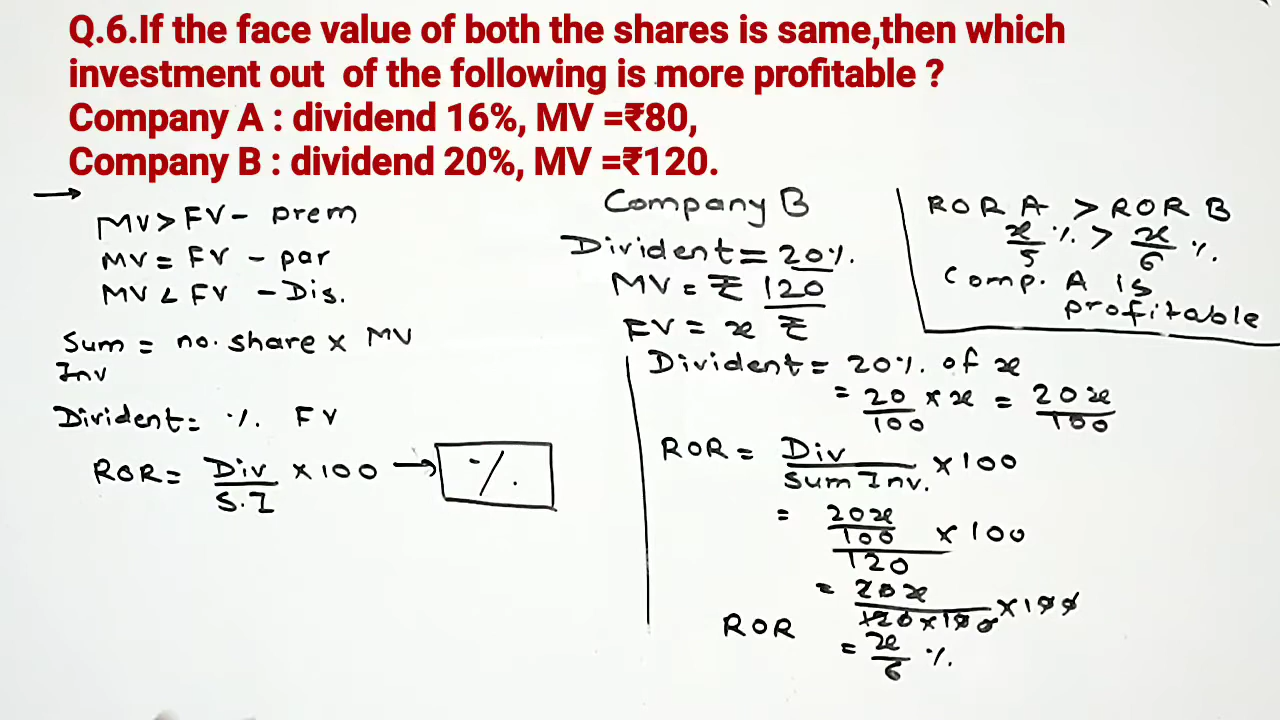 Q.6.If the face value of both the shares is same,then which
investment out of the following is more profitable ?
Company A : dividend 16%, MV =₹80,
Company B : dividend 20%, MV =₹120.
→
MV > FV - prem
MV = FV - par
MV < FV - Dis.
Sum = no. share × MV
Inv
Divident = % FV
ROR = Div/S.I × 100 → %
Company B
Divident = 20%.
MV = ₹ 120
FV = x ₹
Divident = 20% of x
= 20/100 × x = 20x/100
ROR = Div/Sum Inv. × 100
= 20x/100/120 × 100
= 20x/120×100 × 100
ROR = x/6 %.
ROR A > ROR B
x/5 % > x/6 %.
Comp. A is
profitable